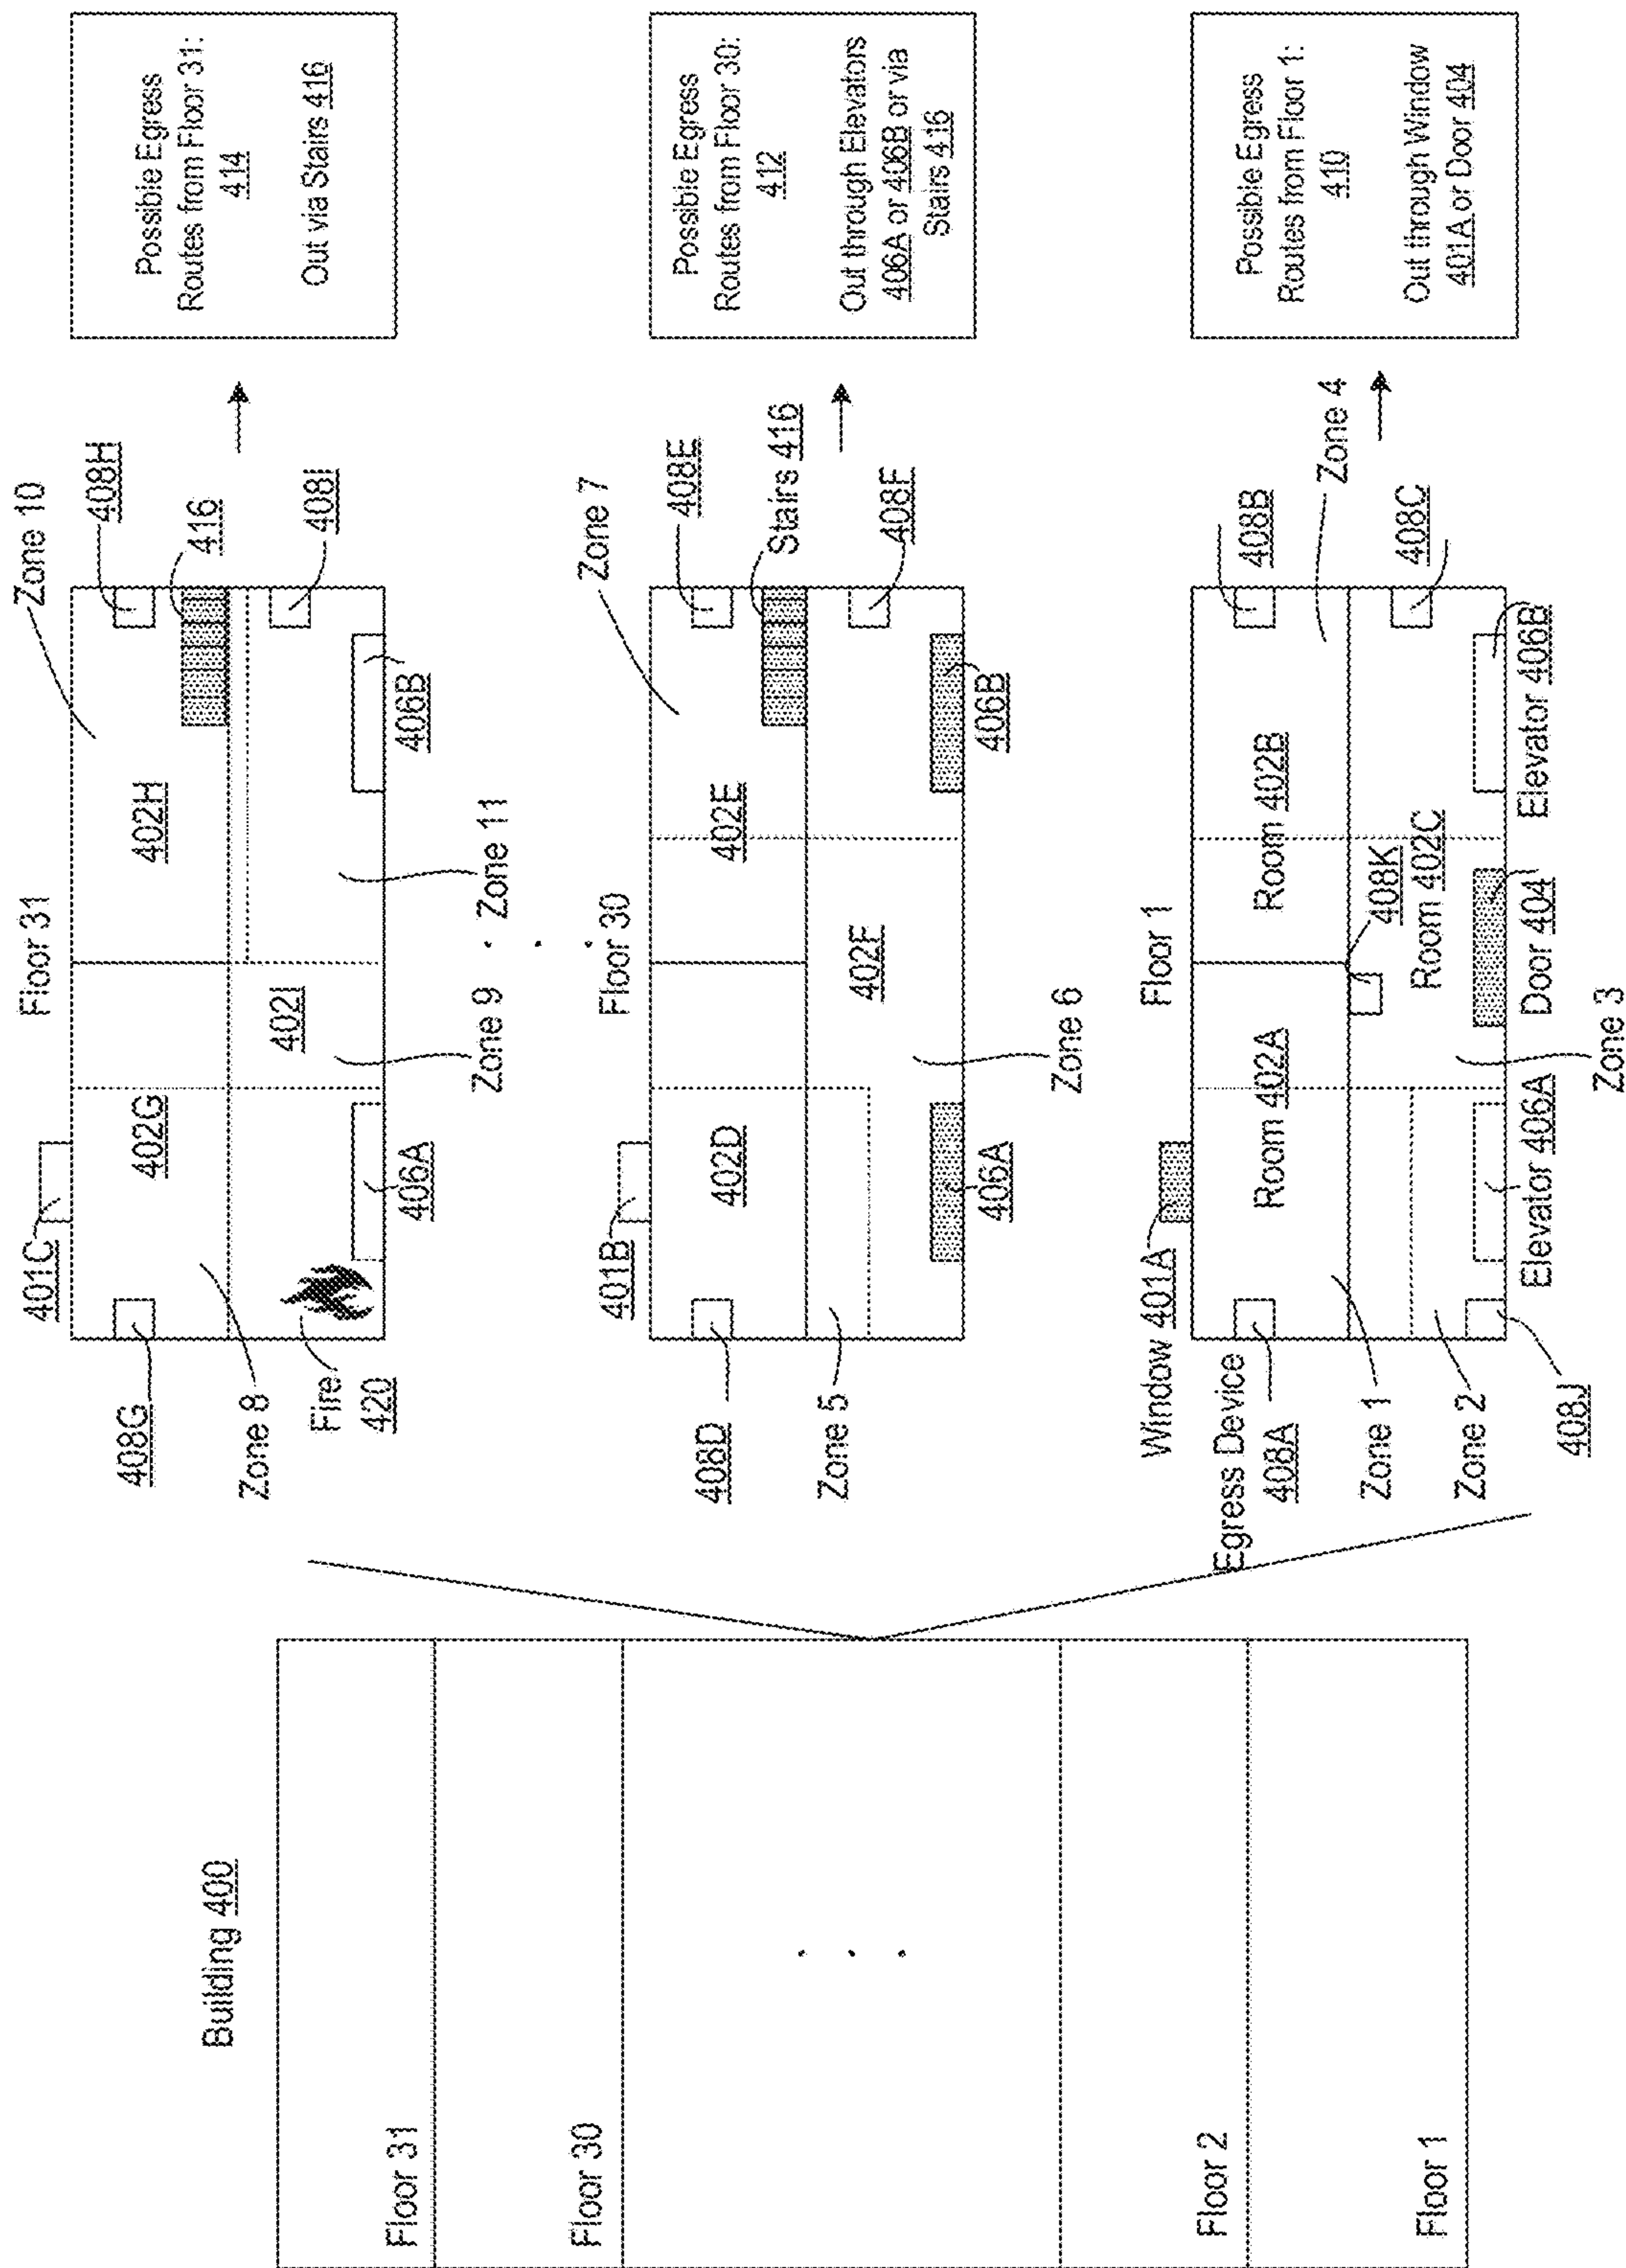 Building 400
Floor 31
Floor 30
. . .
Floor 2
Floor 1
Floor 31
Zone 10
401C
408G
402G
402H
408H
416
408I
Zone 8
Fire
420
402I
406A
406B
Zone 9
Zone 11
Possible Egress
Routes from Floor 31:
414
Out via Stairs 416
. . .
Floor 30
Zone 7
401B
408D
402D
402E
408E
Stairs 416
408F
Zone 5
402F
406A
406B
Zone 6
Possible Egress
Routes from Floor 30:
412
Out through Elevators
406A or 406B or via
Stairs 416
Floor 1
Window 401A
Egress Device
408A
Room 402A
Room 402B
408B
Zone 4
408K
Room 402C
408C
Zone 1
Zone 2
408J
Elevator 406A
Door 404
Elevator 406B
Zone 3
Possible Egress
Routes from Floor 1:
410
Out through Window
401A or Door 404